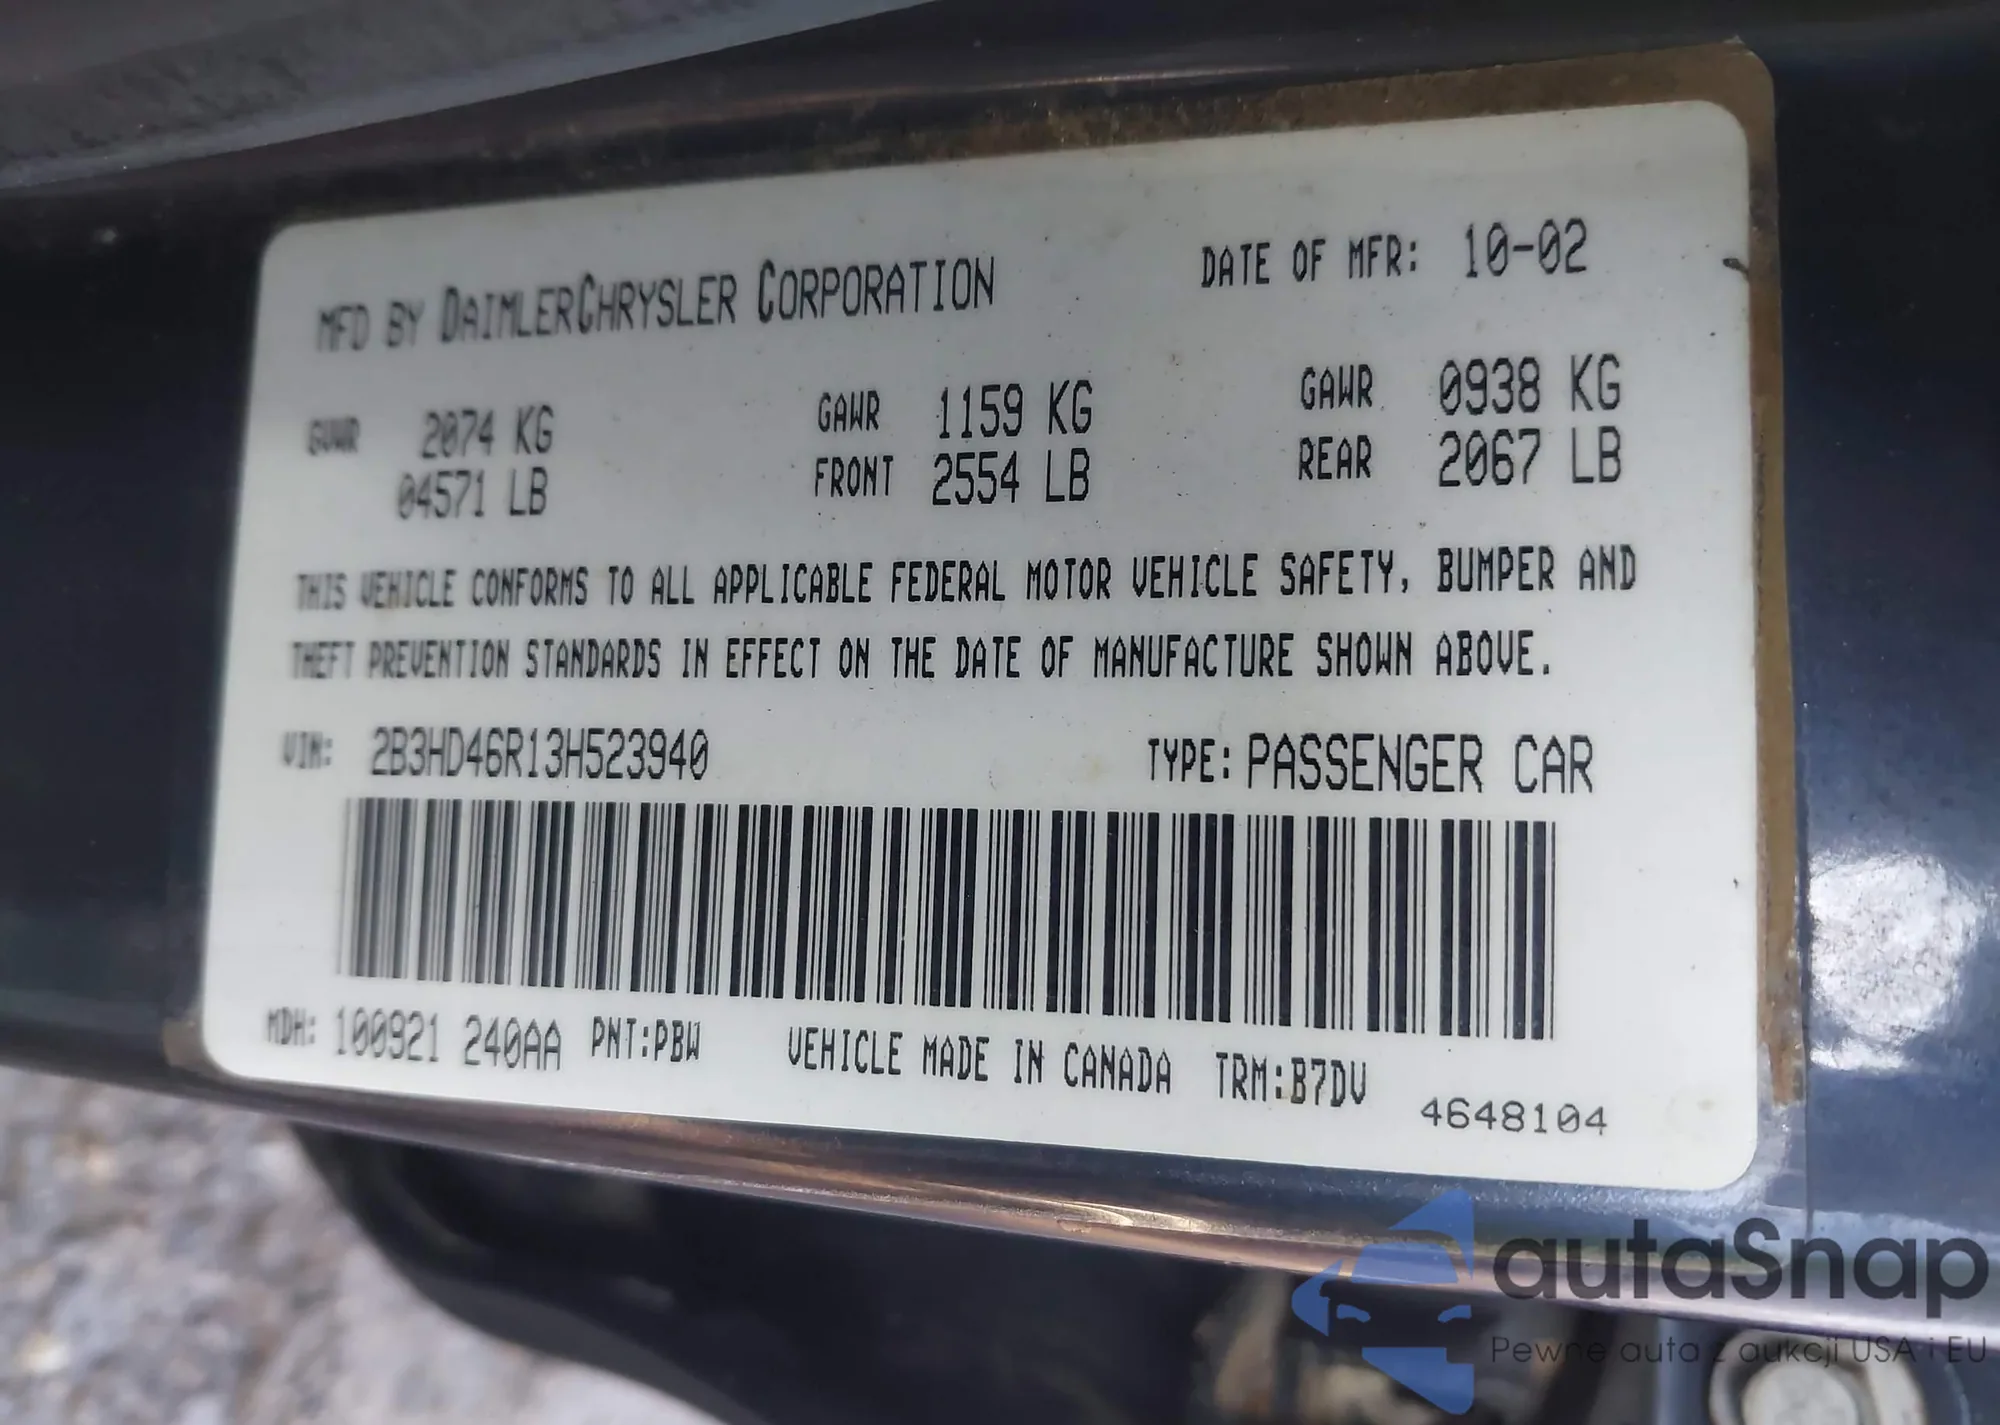 MFD BY DAIMLERCHRYSLER CORPORATION DATE OF MFR: 10-02
GVWR 2074 KG GAWR 1159 KG GAWR 0938 KG
04571 LB FRONT 2554 LB REAR 2067 LB
THIS VEHICLE CONFORMS TO ALL APPLICABLE FEDERAL MOTOR VEHICLE SAFETY, BUMPER AND
THEFT PREVENTION STANDARDS IN EFFECT ON THE DATE OF MANUFACTURE SHOWN ABOVE.
VIN: 2B3HD46R13H523940 TYPE: PASSENGER CAR
MDH: 100921 240AA PNT:PBW VEHICLE MADE IN CANADA TRM:B7DV
4648104
autaSnap
Pewne auta z aukcji USA i EU